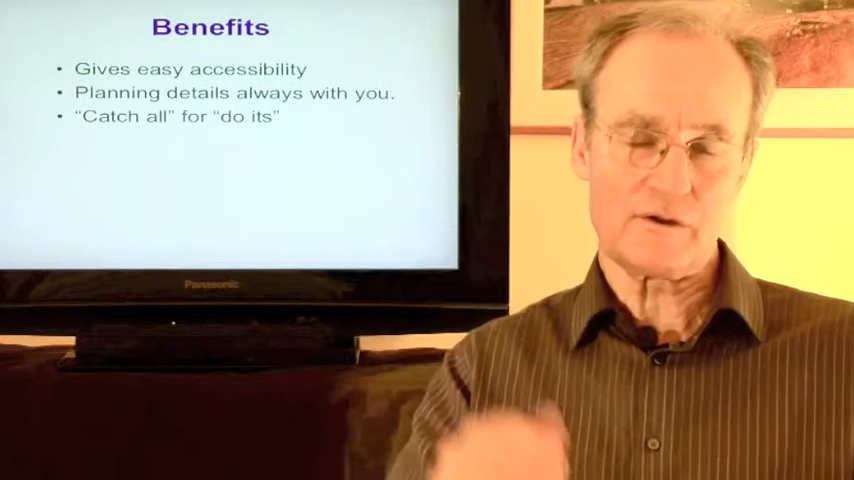 Benefits
• Gives easy accessibility
• Planning details always with you.
• “Catch all” for “do its”
Panasonic